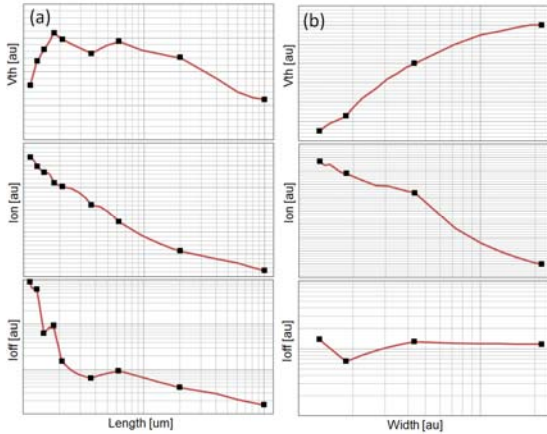 (a)
Vth [au]
Ion [au]
Ioff [au]
Length [um]
(b)
Vth [au]
Ion [au]
Ioff [au]
Width [au]